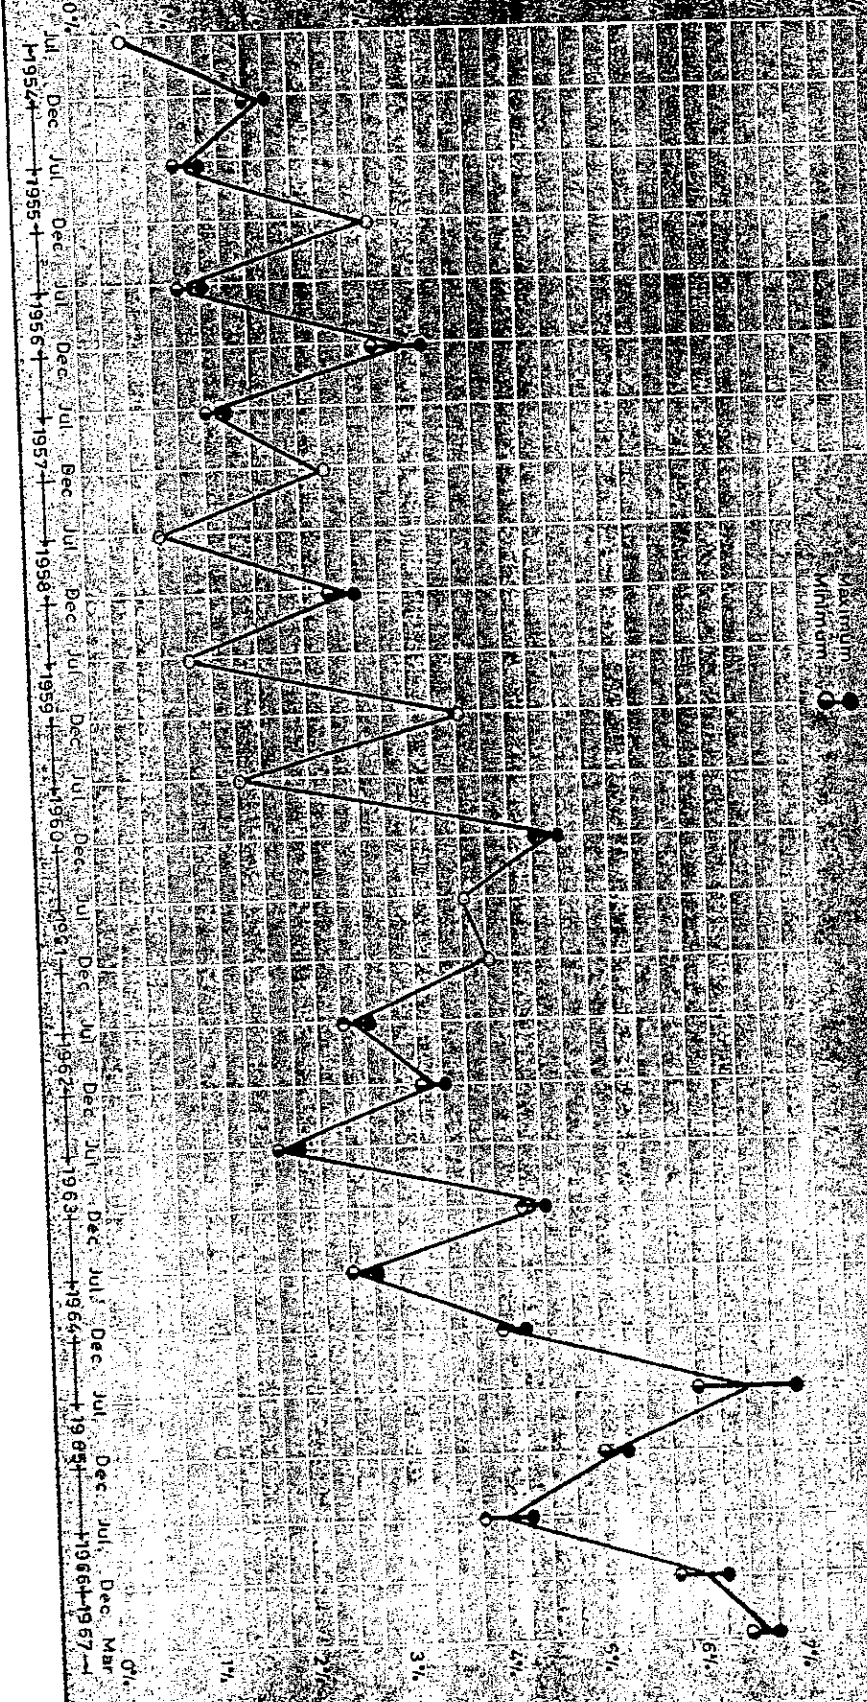 Maximum
Minimum
7%
6%
5%
4%
3%
2%
1%
0%
0%
Jul. Dec Jul. Dec Jul. Dec. Jul. Dec Jul. Dec Jul. Dec. Jul. Dec. Jul. Dec. Jul. Dec Jul. Dec Jul. Dec Jul. Dec Jul. Dec. Mar
1954 1955 1956 1957 1958 1959 1960 1961 1962 1963 1964 1965 1966 1967